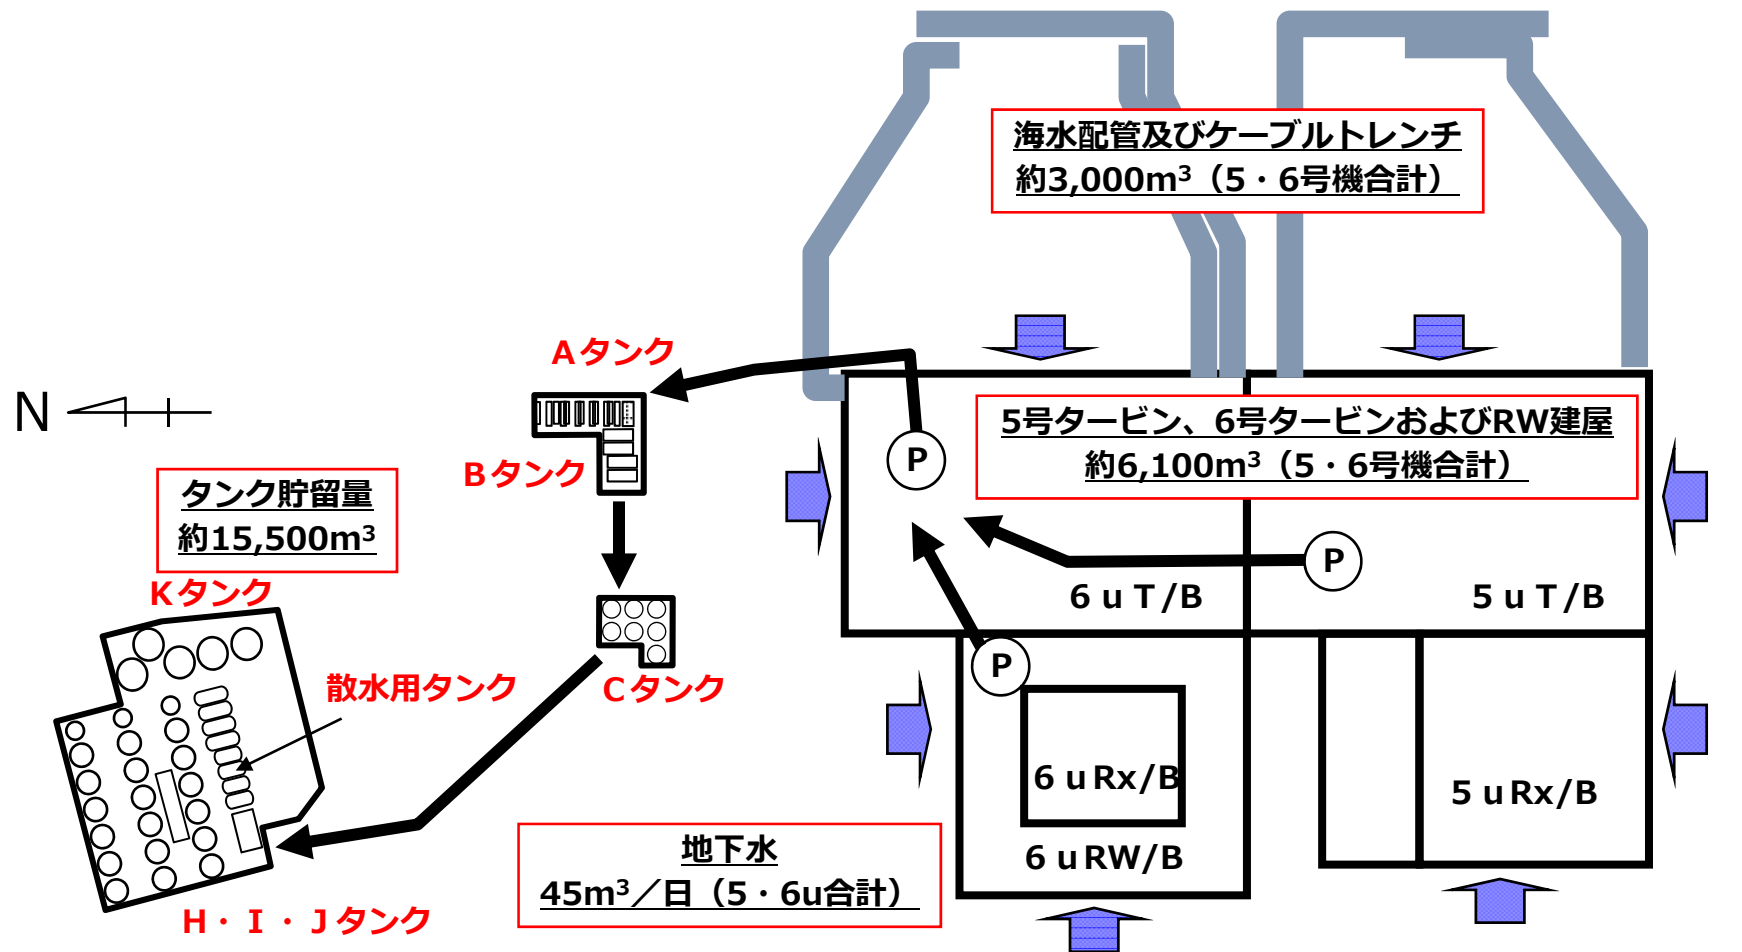 海水配管及びケーブルトレンチ
約3,000m³（5・6号機合計）
N
Aタンク
5号タービン、6号タービンおよびRW建屋
約6,100m³（5・6号機合計）
P
Bタンク
タンク貯留量
約15,500m³
P
Kタンク
6uT/B
5uT/B
P
散水用タンク
Cタンク
6uRx/B
5uRx/B
地下水
45m³／日（5・6u合計）
6uRW/B
H・I・Jタンク